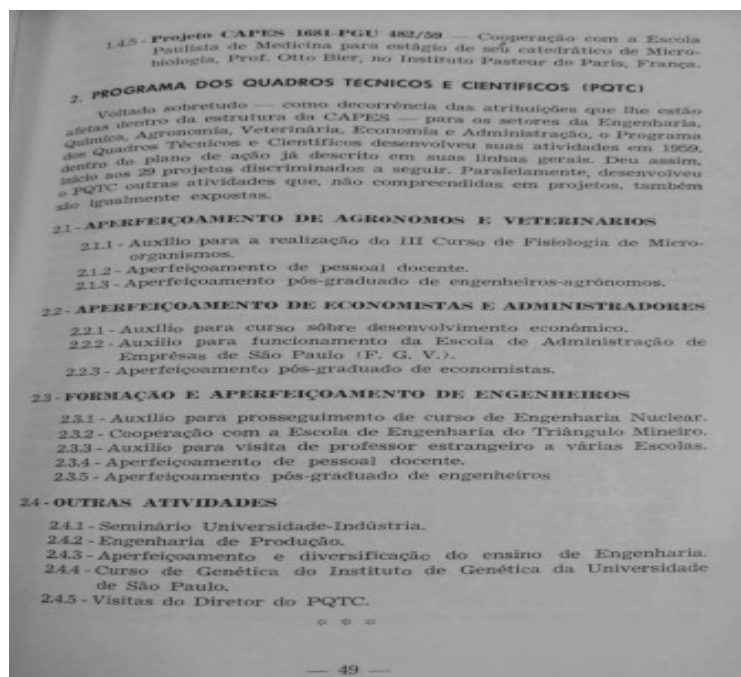 1.4.5 - Projeto CAPES 1681-PGU 482/59 — Cooperação com a Escola
Paulista de Medicina para estágio de seu catedrático de Micro-
biologia, Prof. Otto Bier, no Instituto Pasteur de Paris, França.
2. PROGRAMA DOS QUADROS TÉCNICOS E CIENTÍFICOS (PQTC)
Voltado sobretudo — como decorrência das atribuições que lhe estão
afetas dentro da estrutura da CAPES — para os setores da Engenharia,
Química, Agronomia, Veterinária, Economia e Administração, o Programa
dos Quadros Técnicos e Científicos desenvolveu suas atividades em 1959,
dentro do plano de ação já descrito em suas linhas gerais. Deu assim,
início aos 29 projetos discriminados a seguir. Paralelamente, desenvolveu
o PQTC outras atividades que, não compreendidas em projetos, também
são igualmente expostas.
2.1 - APERFEIÇOAMENTO DE AGRÔNOMOS E VETERINÁRIOS
2.1.1 - Auxílio para a realização do III Curso de Fisiologia de Micro-
organismos.
2.1.2 - Aperfeiçoamento de pessoal docente.
2.1.3 - Aperfeiçoamento pós-graduado de engenheiros-agrônomos.
2.2 - APERFEIÇOAMENTO DE ECONOMISTAS E ADMINISTRADORES
2.2.1 - Auxílio para curso sôbre desenvolvimento econômico.
2.2.2 - Auxílio para funcionamento da Escola de Administração de
Emprêsas de São Paulo (F. G. V.).
2.2.3 - Aperfeiçoamento pós-graduado de economistas.
2.3 - FORMAÇÃO E APERFEIÇOAMENTO DE ENGENHEIROS
2.3.1 - Auxílio para prosseguimento de curso de Engenharia Nuclear.
2.3.2 - Cooperação com a Escola de Engenharia do Triângulo Mineiro.
2.3.3 - Auxílio para visita de professor estrangeiro a várias Escolas.
2.3.4 - Aperfeiçoamento de pessoal docente.
2.3.5 - Aperfeiçoamento pós-graduado de engenheiros
2.4 - OUTRAS ATIVIDADES
2.4.1 - Seminário Universidade-Indústria.
2.4.2 - Engenharia de Produção.
2.4.3 - Aperfeiçoamento e diversificação do ensino de Engenharia.
2.4.4 - Curso de Genética do Instituto de Genética da Universidade
de São Paulo.
2.4.5 - Visitas do Diretor do PQTC.
* * *
— 49 —